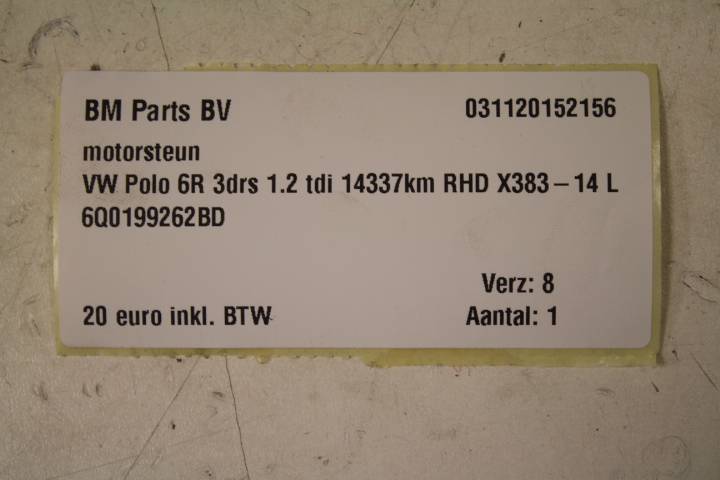 BM Parts BV 031120152156
motorsteun
VW Polo 6R 3drs 1.2 tdi 14337km RHD X383 – 14 L
6Q0199262BD
Verz: 8
20 euro inkl. BTW Aantal: 1